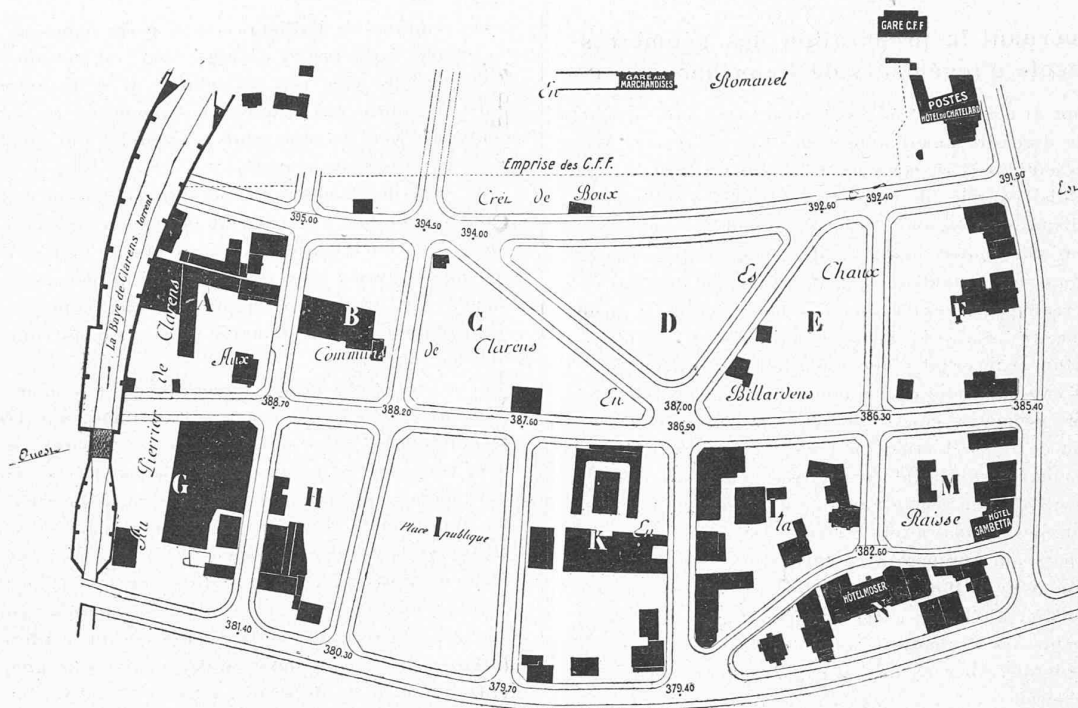 GARE C.F.F
GARE AUX
MARCHANDISES
En
Romanel
POSTES
HÔTEL DU CHATELARD
Emprise des C.F.F.
Crêt de Boux
391.90
392.60
392.40
395.00
394.50
394.00
Es
La Baye de Clarens torrent
Es
Chaux
A
B
C
D
E
F
Aux
Communs
de
Clarens
En
Billardens
388.70
388.20
387.60
387.00
386.90
386.30
385.40
Ouest
Au Pierrier de Clarens
G
H
Place I publique
K
En
L
la
M
Raisse
HÔTEL
SAMBETTA
382.60
HÔTEL MOSER
N
381.40
380.30
379.70
379.40